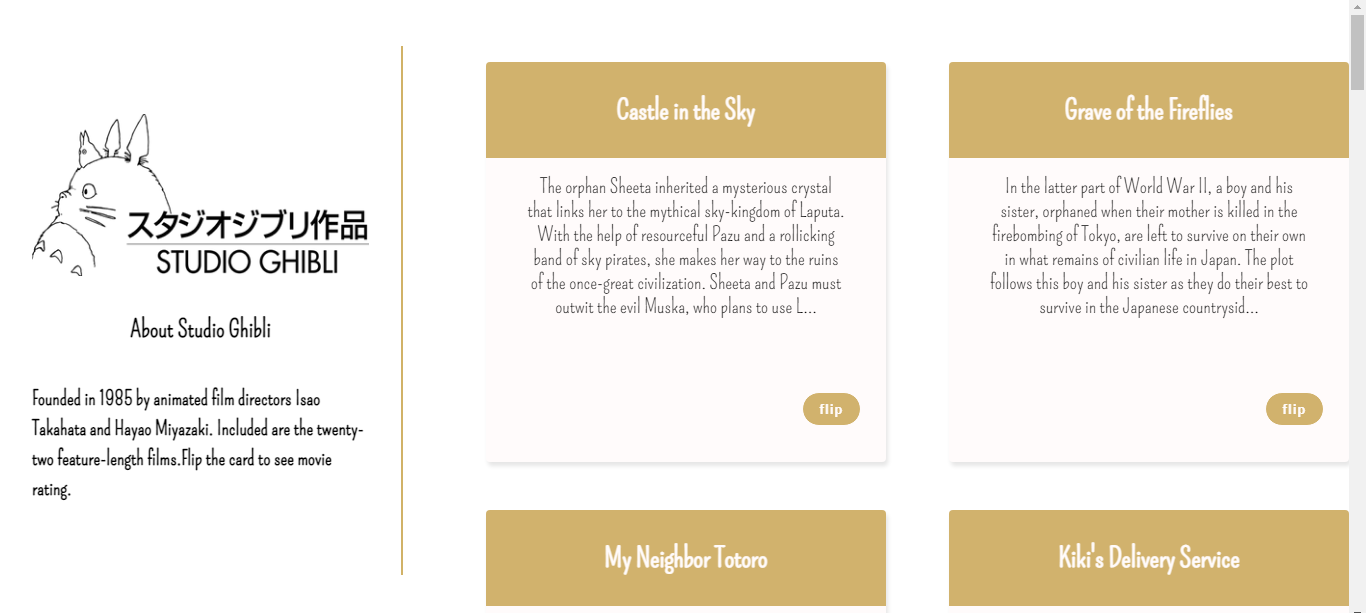 スタジオジブリ作品
STUDIO GHIBLI
About Studio Ghibli
Founded in 1985 by animated film directors Isao
Takahata and Hayao Miyazaki. Included are the twenty-
two feature-length films.Flip the card to see movie
rating.
Castle in the Sky
The orphan Sheeta inherited a mysterious crystal
that links her to the mythical sky-kingdom of Laputa.
With the help of resourceful Pazu and a rollicking
band of sky pirates, she makes her way to the ruins
of the once-great civilization. Sheeta and Pazu must
outwit the evil Muska, who plans to use L...
flip
Grave of the Fireflies
In the latter part of World War II, a boy and his
sister, orphaned when their mother is killed in the
firebombing of Tokyo, are left to survive on their own
in what remains of civilian life in Japan. The plot
follows this boy and his sister as they do their best to
survive in the Japanese countrysid...
flip
My Neighbor Totoro
Kiki's Delivery Service